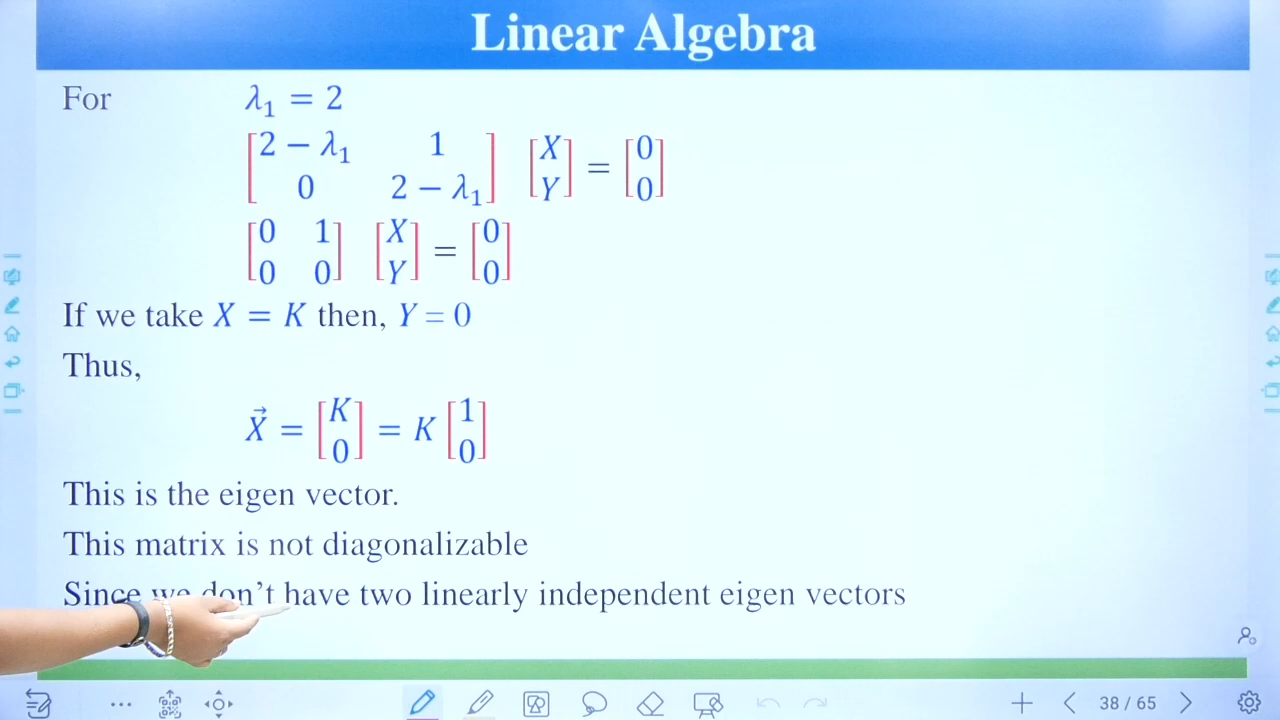 Linear Algebra
For λ₁ = 2
[2 − λ₁ 1
0 2 − λ₁] [X
Y] = [0
0]
[0 1
0 0] [X
Y] = [0
0]
If we take X = K then, Y = 0
Thus,
X⃗ = [K
0] = K [1
0]
This is the eigen vector.
This matrix is not diagonalizable
Since we don't have two linearly independent eigen vectors
38 / 65